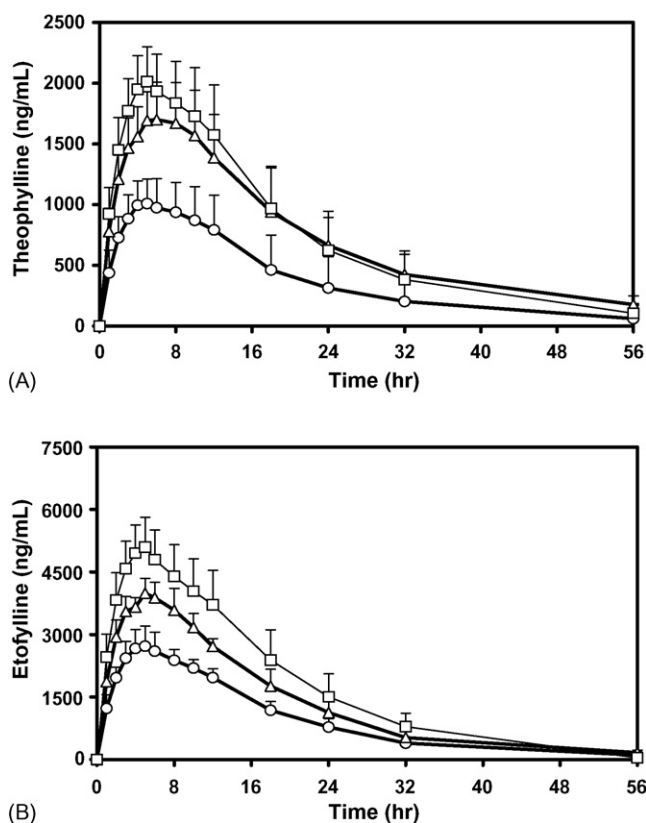 2500
2000
1500
1000
500
0
Theophylline (ng/mL)
0 8 16 24 32 40 48 56
Time (hr)
(A)
7500
6000
4500
3000
1500
0
Etofylline (ng/mL)
0 8 16 24 32 40 48 56
Time (hr)
(B)